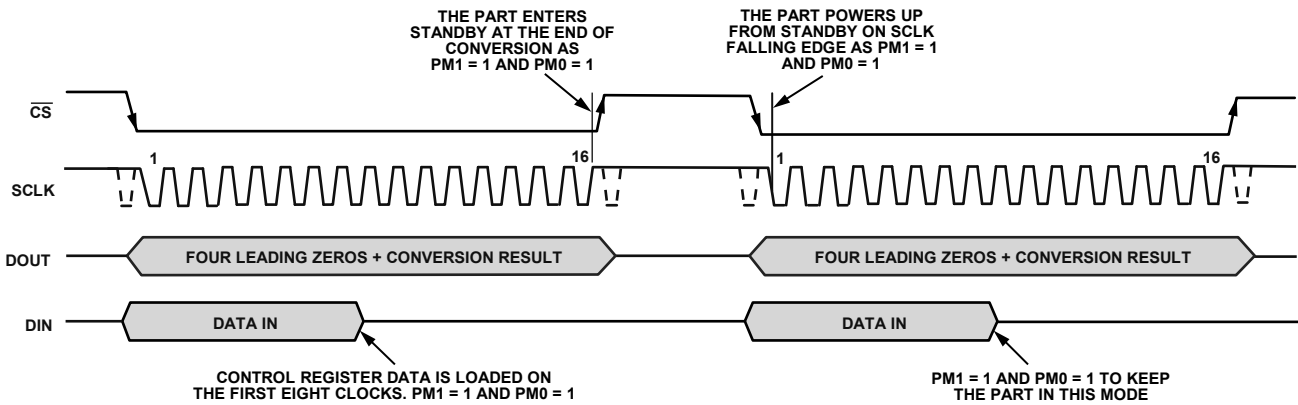 THE PART ENTERS
STANDBY AT THE END OF
CONVERSION AS
PM1 = 1 AND PM0 = 1
THE PART POWERS UP
FROM STANDBY ON SCLK
FALLING EDGE AS PM1 = 1
AND PM0 = 1
CS
1
16
1
16
SCLK
DOUT
FOUR LEADING ZEROS + CONVERSION RESULT
FOUR LEADING ZEROS + CONVERSION RESULT
DIN
DATA IN
DATA IN
CONTROL REGISTER DATA IS LOADED ON
THE FIRST EIGHT CLOCKS. PM1 = 1 AND PM0 = 1
PM1 = 1 AND PM0 = 1 TO KEEP
THE PART IN THIS MODE